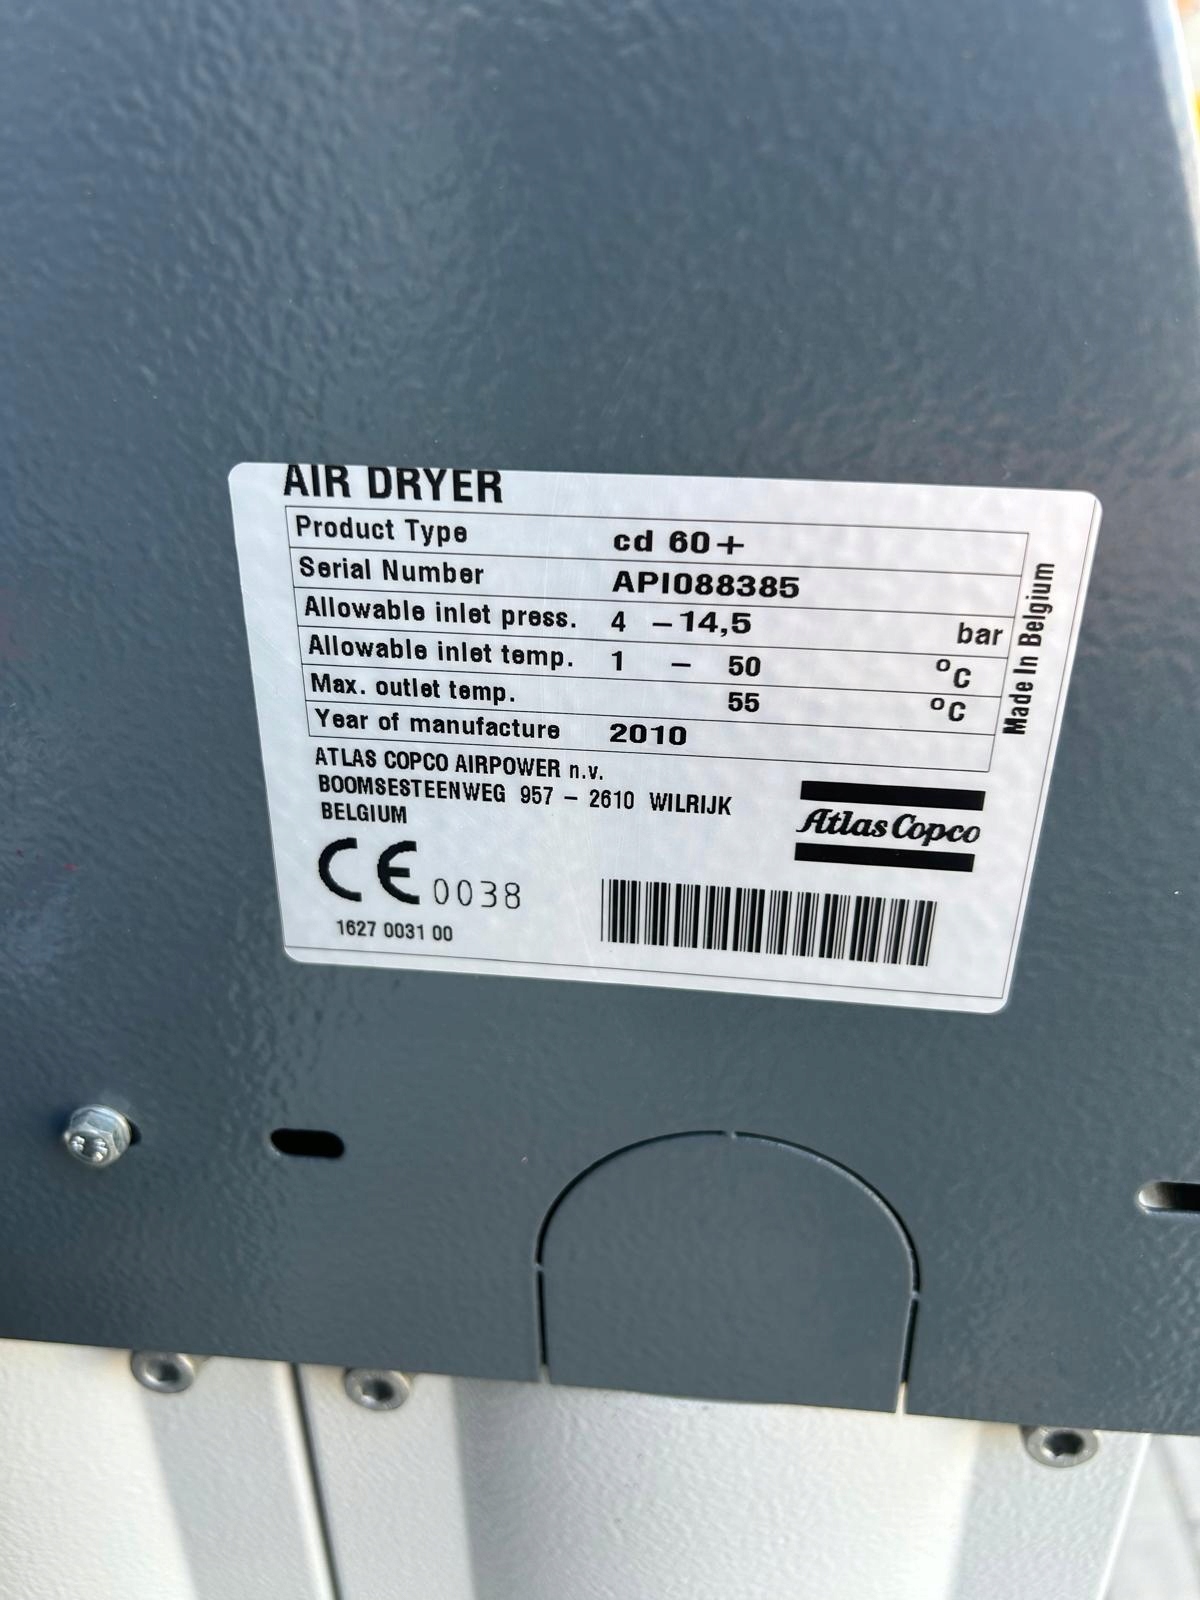 AIR DRYER
Product Type cd 60+
Serial Number API088385
Allowable inlet press. 4 – 14,5 bar
Allowable inlet temp. 1 – 50 °C
Max. outlet temp. 55 °C
Year of manufacture 2010
Made In Belgium
ATLAS COPCO AIRPOWER n.v.
BOOMSESTEENWEG 957 – 2610 WILRIJK
BELGIUM
Atlas Copco
CE 0038
1627 0031 00